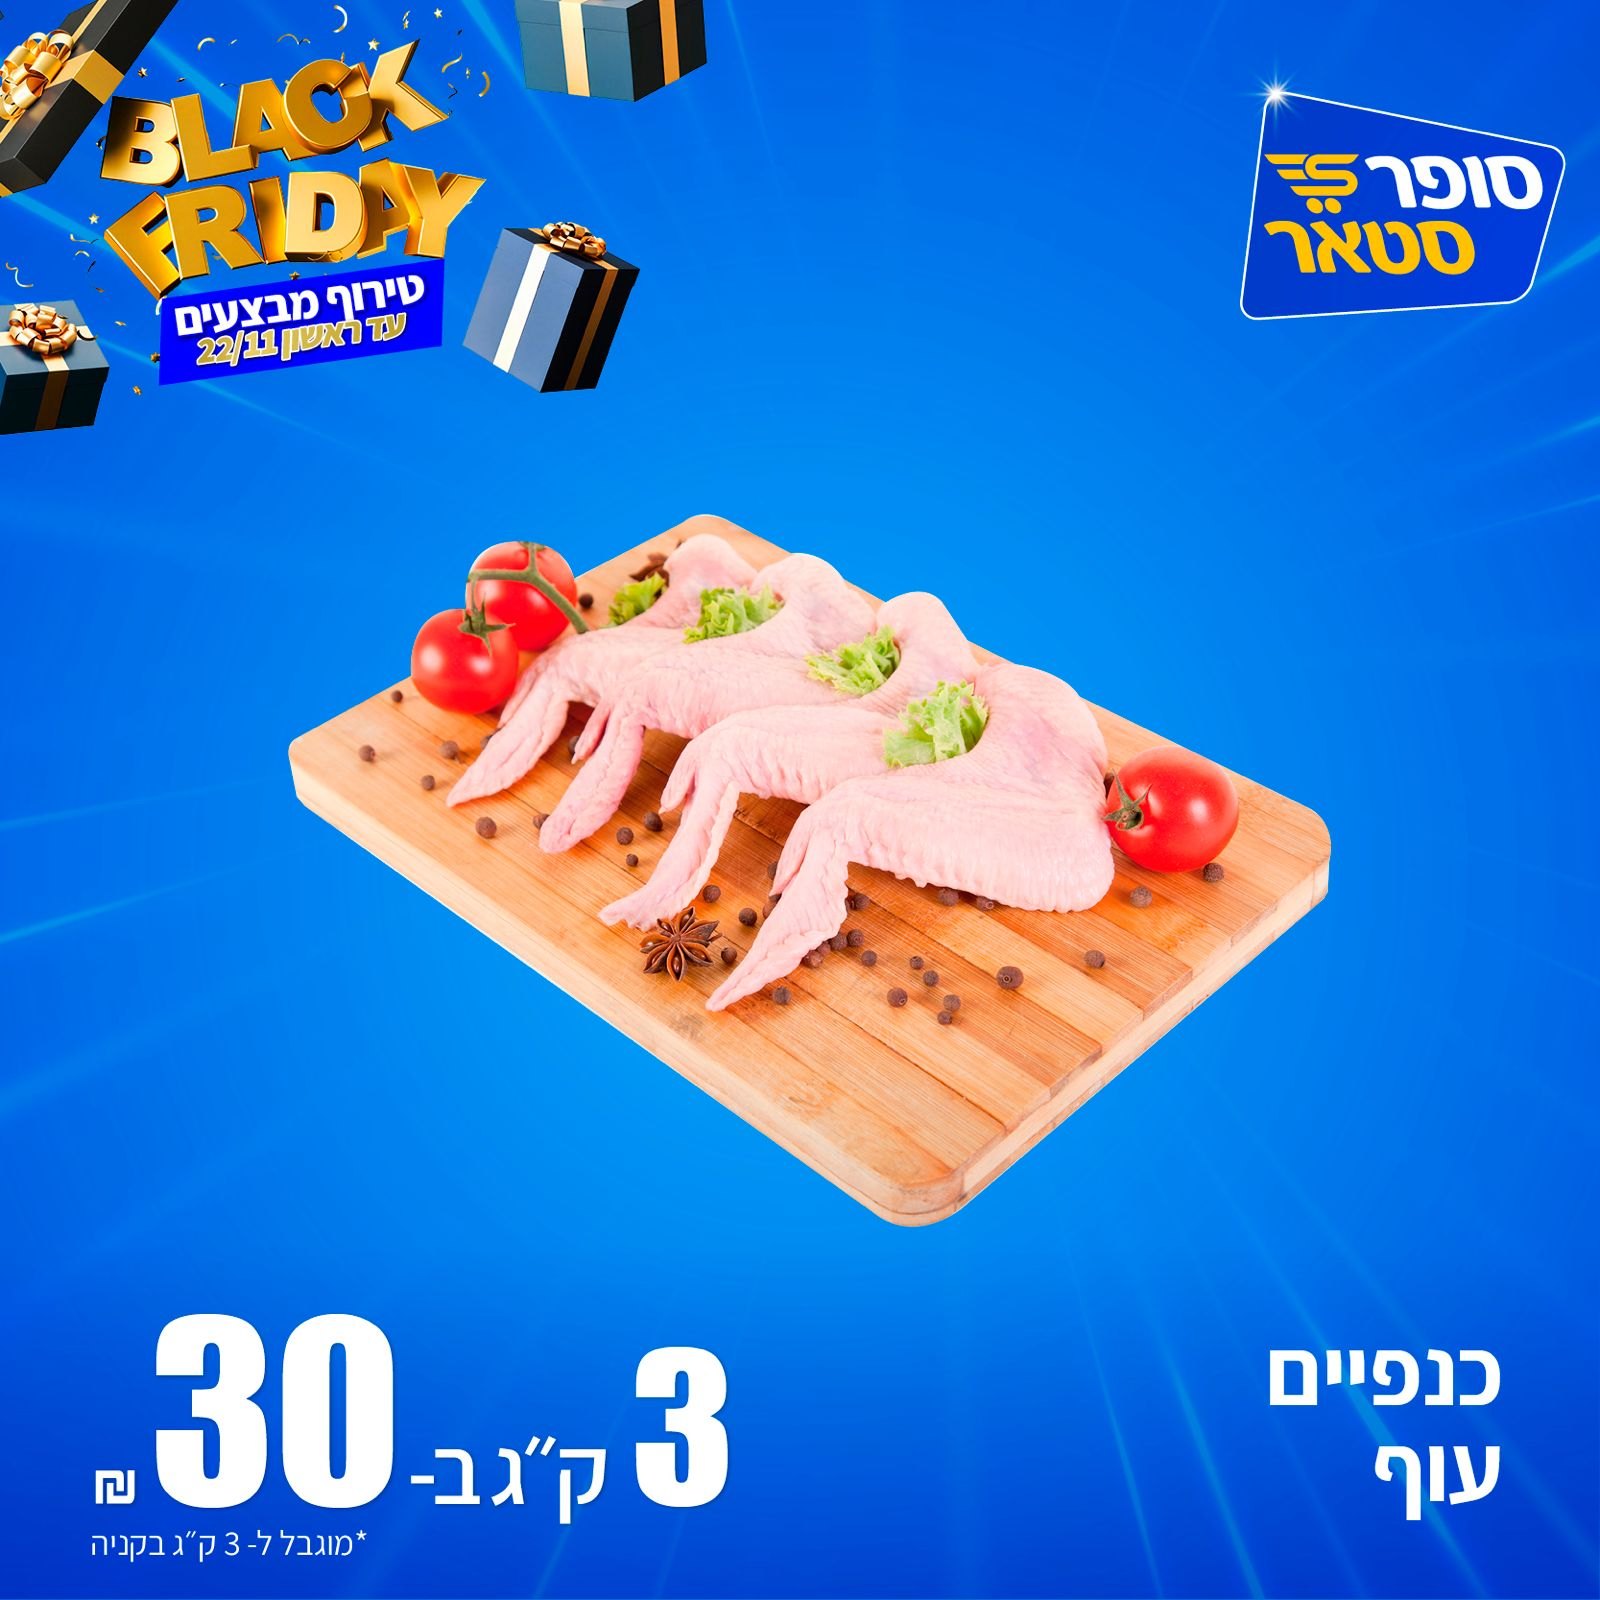 BLACK
FRIDAY
טירוף מבצעים
עד ראשון 22/11
סופר
סטאר
כנפיים
עוף
3 ק״ג ב-30 ₪
*מוגבל ל- 3 ק״ג בקניה